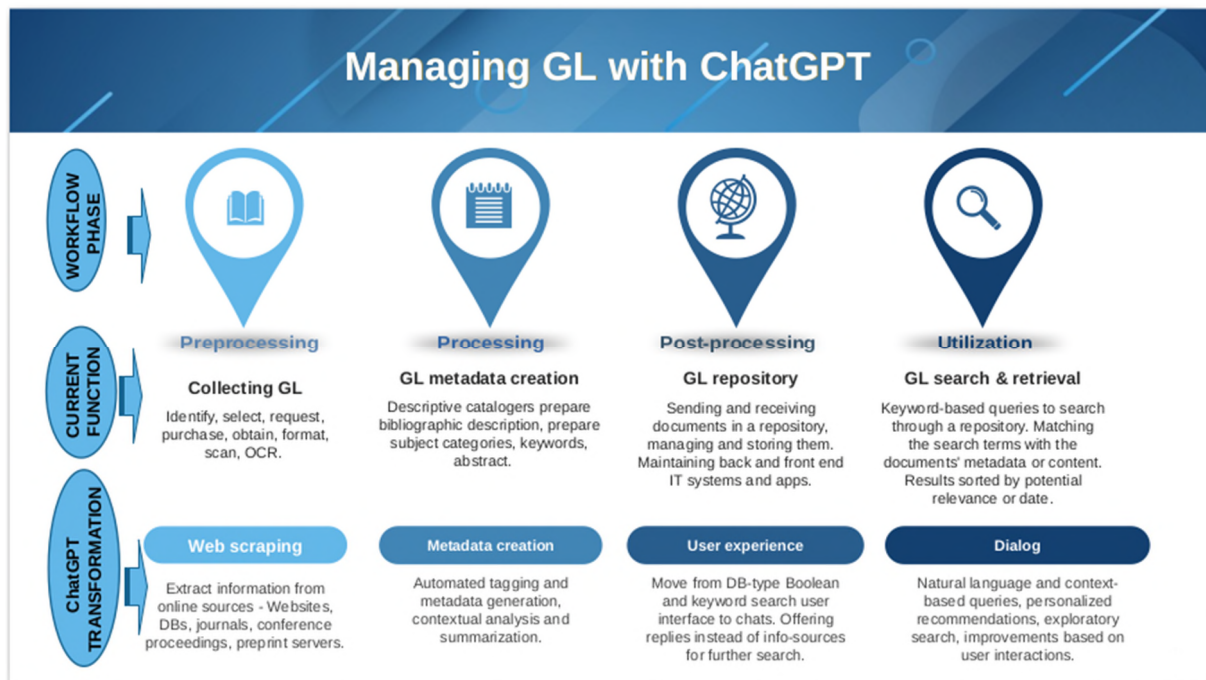 Managing GL with ChatGPT
WORKFLOW
PHASE
Preprocessing
Processing
Post-processing
Utilization
CURRENT
FUNCTION
Collecting GL
Identify, select, request,
purchase, obtain, format,
scan, OCR.
GL metadata creation
Descriptive catalogers prepare
bibliographic description, prepare
subject categories, keywords,
abstract.
GL repository
Sending and receiving
documents in a repository,
managing and storing them.
Maintaining back and front end
IT systems and apps.
GL search & retrieval
Keyword-based queries to search
through a repository. Matching
the search terms with the
documents' metadata or content.
Results sorted by potential
relevance or date.
ChatGPT
TRANSFORMATION
Web scraping
Extract information from
online sources - Websites,
DBs, journals, conference
proceedings, preprint servers.
Metadata creation
Automated tagging and
metadata generation,
contextual analysis and
summarization.
User experience
Move from DB-type Boolean
and keyword search user
interface to chats. Offering
replies instead of info-sources
for further search.
Dialog
Natural language and context-
based queries, personalized
recommendations, exploratory
search, improvements based on
user interactions.